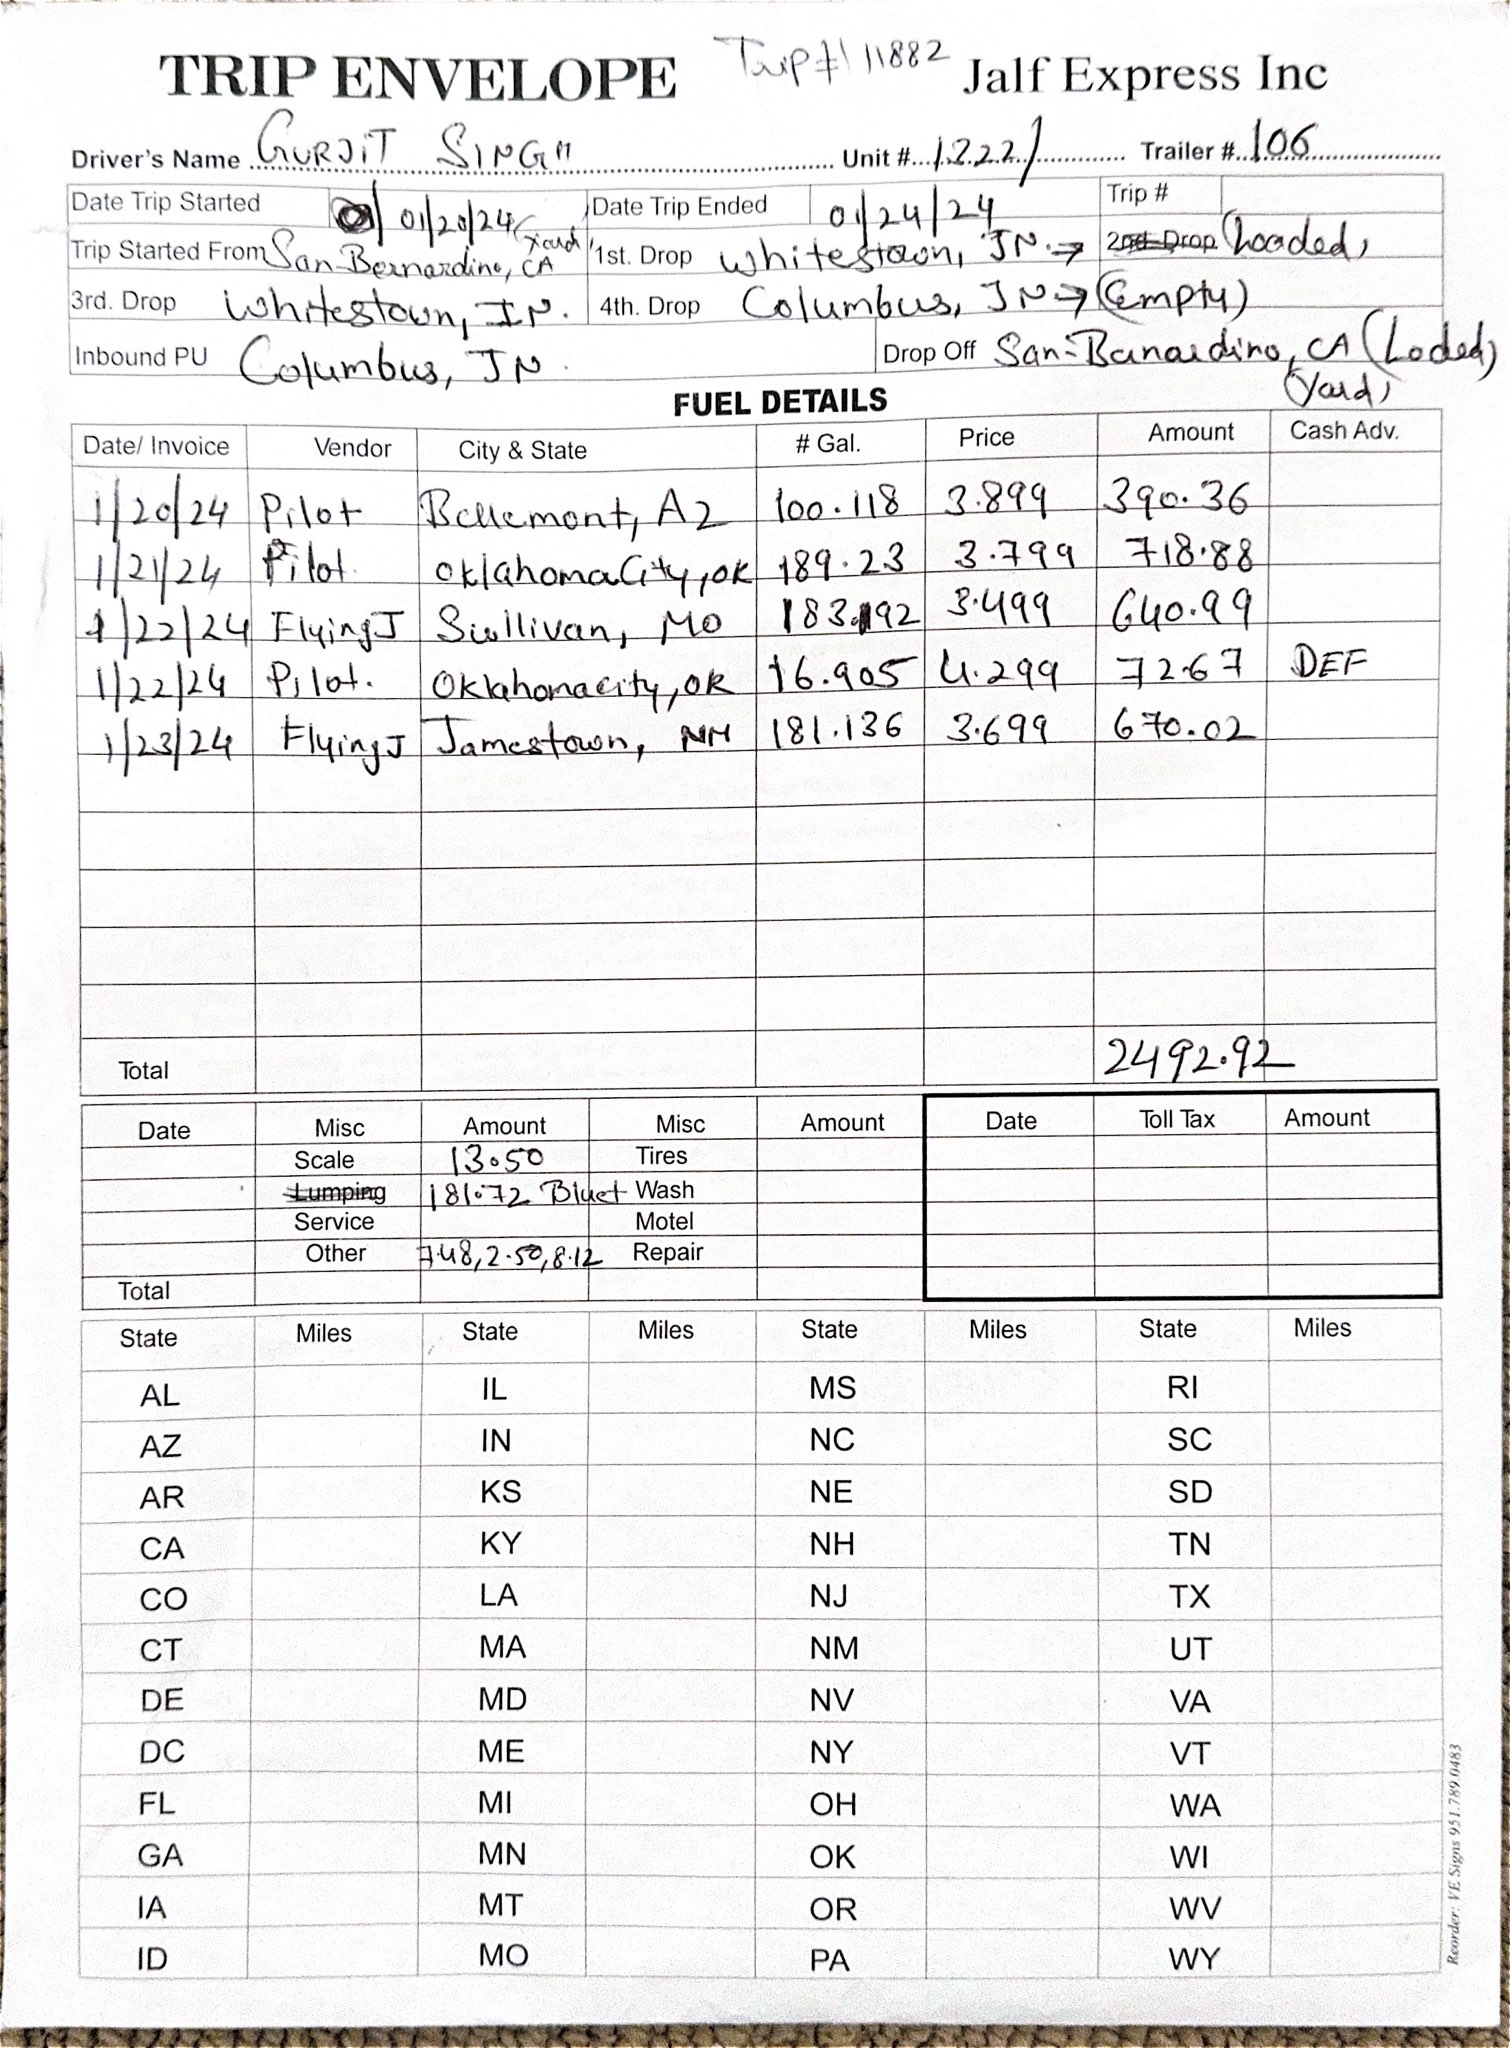 TRIP ENVELOPE Trip # 11882 Jalf Express Inc
Driver's Name GURJIT SINGH Unit # 12221 Trailer # 106
Date Trip Started 01/20/24 Date Trip Ended 01/24/24 Trip #
Trip Started From San-Bernardino, CA (Yard) 1st. Drop Whitestown, IN → 2nd. Drop (Loaded)
3rd. Drop Whitestown, IN. 4th. Drop Columbus, IN → (Empty)
Inbound PU Columbus, IN. Drop Off San-Bernardino, CA (Loded)
(Yard)
FUEL DETAILS
Date/ Invoice Vendor City & State # Gal. Price Amount Cash Adv.
1/20/24 Pilot Bellemont, AZ 100.118 3.899 390.36
1/21/24 Pilot Oklahoma City, OK 189.23 3.799 718.88
1/22/24 Flying J Sullivan, MO 183.192 3.499 640.99
1/22/24 Pilot. Oklahoma city, OK 16.905 4.299 72.67 DEF
1/23/24 Flying J Jamestown, NM 181.136 3.699 670.02
Total 2492.92
Date Misc Amount Misc Amount Date Toll Tax Amount
Scale 13.50 Tires
Lumping 181.72 Bluet Wash
Service Motel
Other 7.48, 2.50, 8.12 Repair
Total
State Miles State Miles State Miles State Miles
AL IL MS RI
AZ IN NC SC
AR KS NE SD
CA KY NH TN
CO LA NJ TX
CT MA NM UT
DE MD NV VA
DC ME NY VT
FL MI OH WA
GA MN OK WI
IA MT OR WV
ID MO PA WY
Reorder: VE Signs 951.789.0483